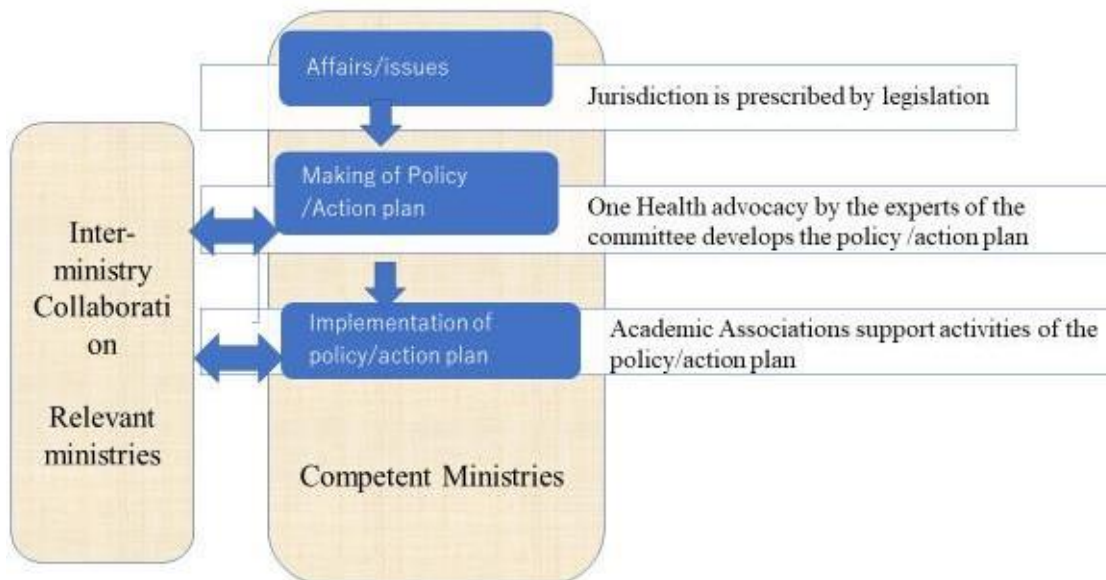 Affairs/issues
Jurisdiction is prescribed by legislation
Making of Policy
/Action plan
One Health advocacy by the experts of the
committee develops the policy /action plan
Inter-
ministry
Collaborati
on
Relevant
ministries
Implementation of
policy/action plan
Academic Associations support activities of the
policy/action plan
Competent Ministries